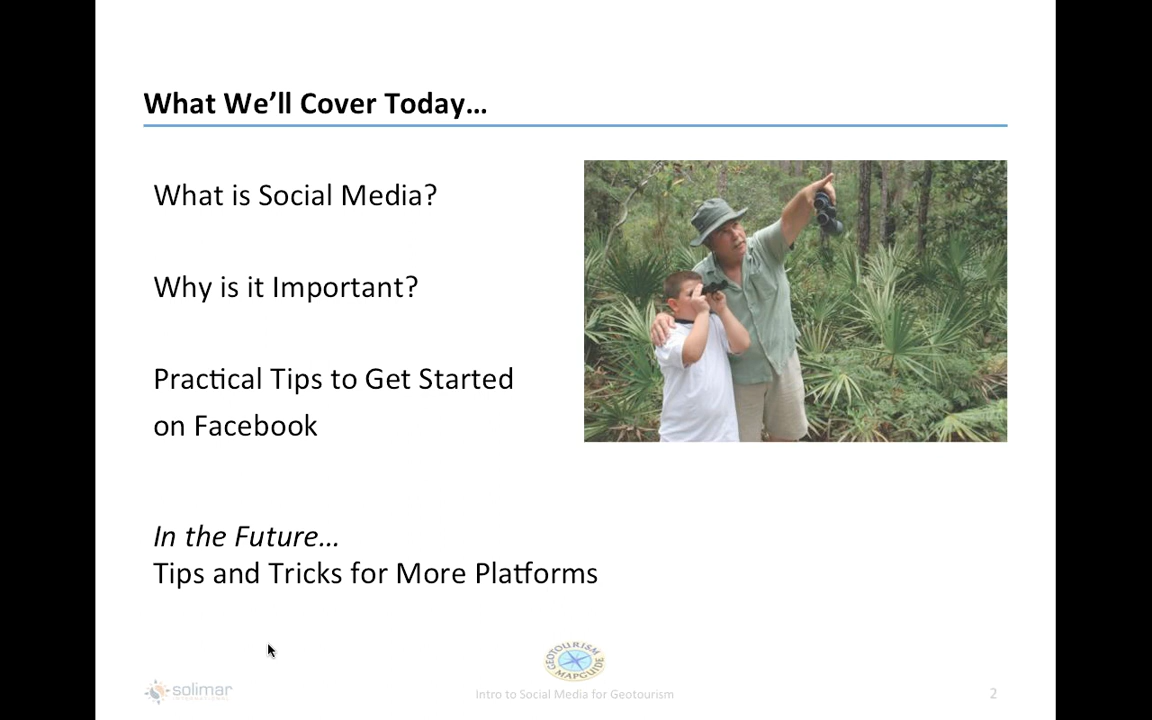 What We’ll Cover Today…
What is Social Media?
Why is it Important?
Practical Tips to Get Started
on Facebook
In the Future…
Tips and Tricks for More Platforms
GEOTOURISM
MAPGUIDE
solimar
INTERNATIONAL
Intro to Social Media for Geotourism
2